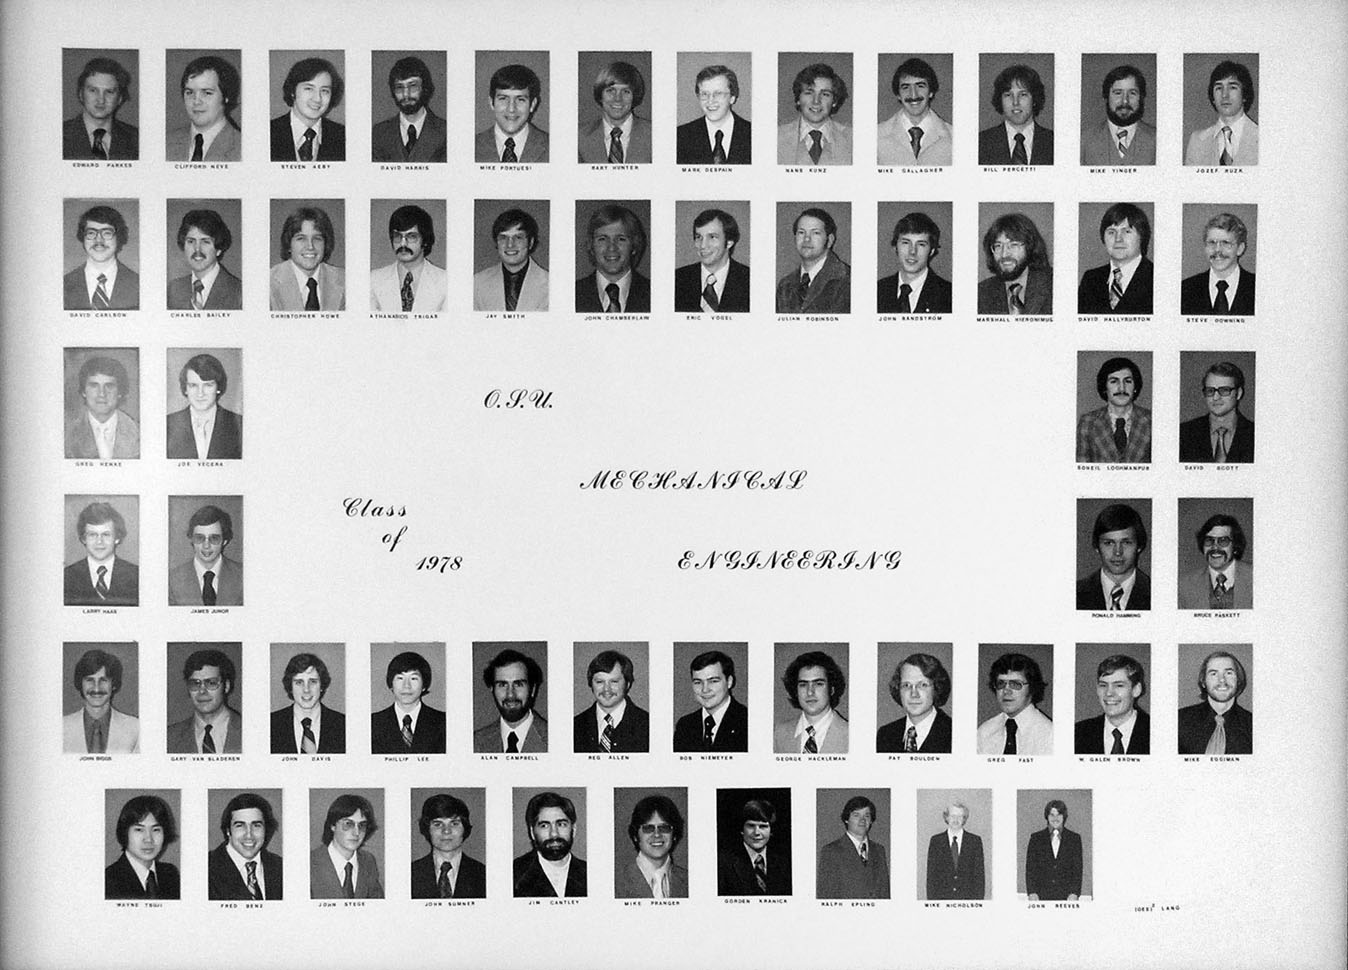 EDWARD PARKES CLIFFORD NEVE STEVEN AEBY DAVID HARRIS MIKE PORTUESI BART HUNTER MARK DESPAIN HANS KUNZ MIKE GALLAGHER BILL PERCETTI MIKE YINGER JOZEF RUZK
DAVID CARLSON CHARLES BAILEY CHRISTOPHER HOWE ATHANARIOS TRIGAS JAY SMITH JOHN CHAMBERLAIN ERIC VOGEL JULIAN ROBINSON JOHN SANDSTROM MARSHALL HIERONIMUS DAVID HALLYBURTON STEVE DOWNING
O.S.U.
GREG HENKE JOE VECERA SOHEIL LOGHMANPUR DAVID SCOTT
MECHANICAL
Class
of
1978 ENGINEERING
LARRY HAAS JAMES JUNOR RONALD HAMMING BRUCE PASKETT
JOHN BIGGS GARY VAN BLADEREN JOHN DAVIS PHILLIP LEE ALAN CAMPBELL REG ALLEN BOB NIEMEYER GEORGE HACKLEMAN PAT BOULDEN GREG FAST W. GALEN BROWN MIKE EGGIMAN
WAYNE TSUJI FRED BENZ JOHN STEGE JOHN SUMNER JIM CANTLEY MIKE PRANGER GORDEN KRANICK RALPH EPLING MIKE NICHOLSON JOHN REEVES LANG